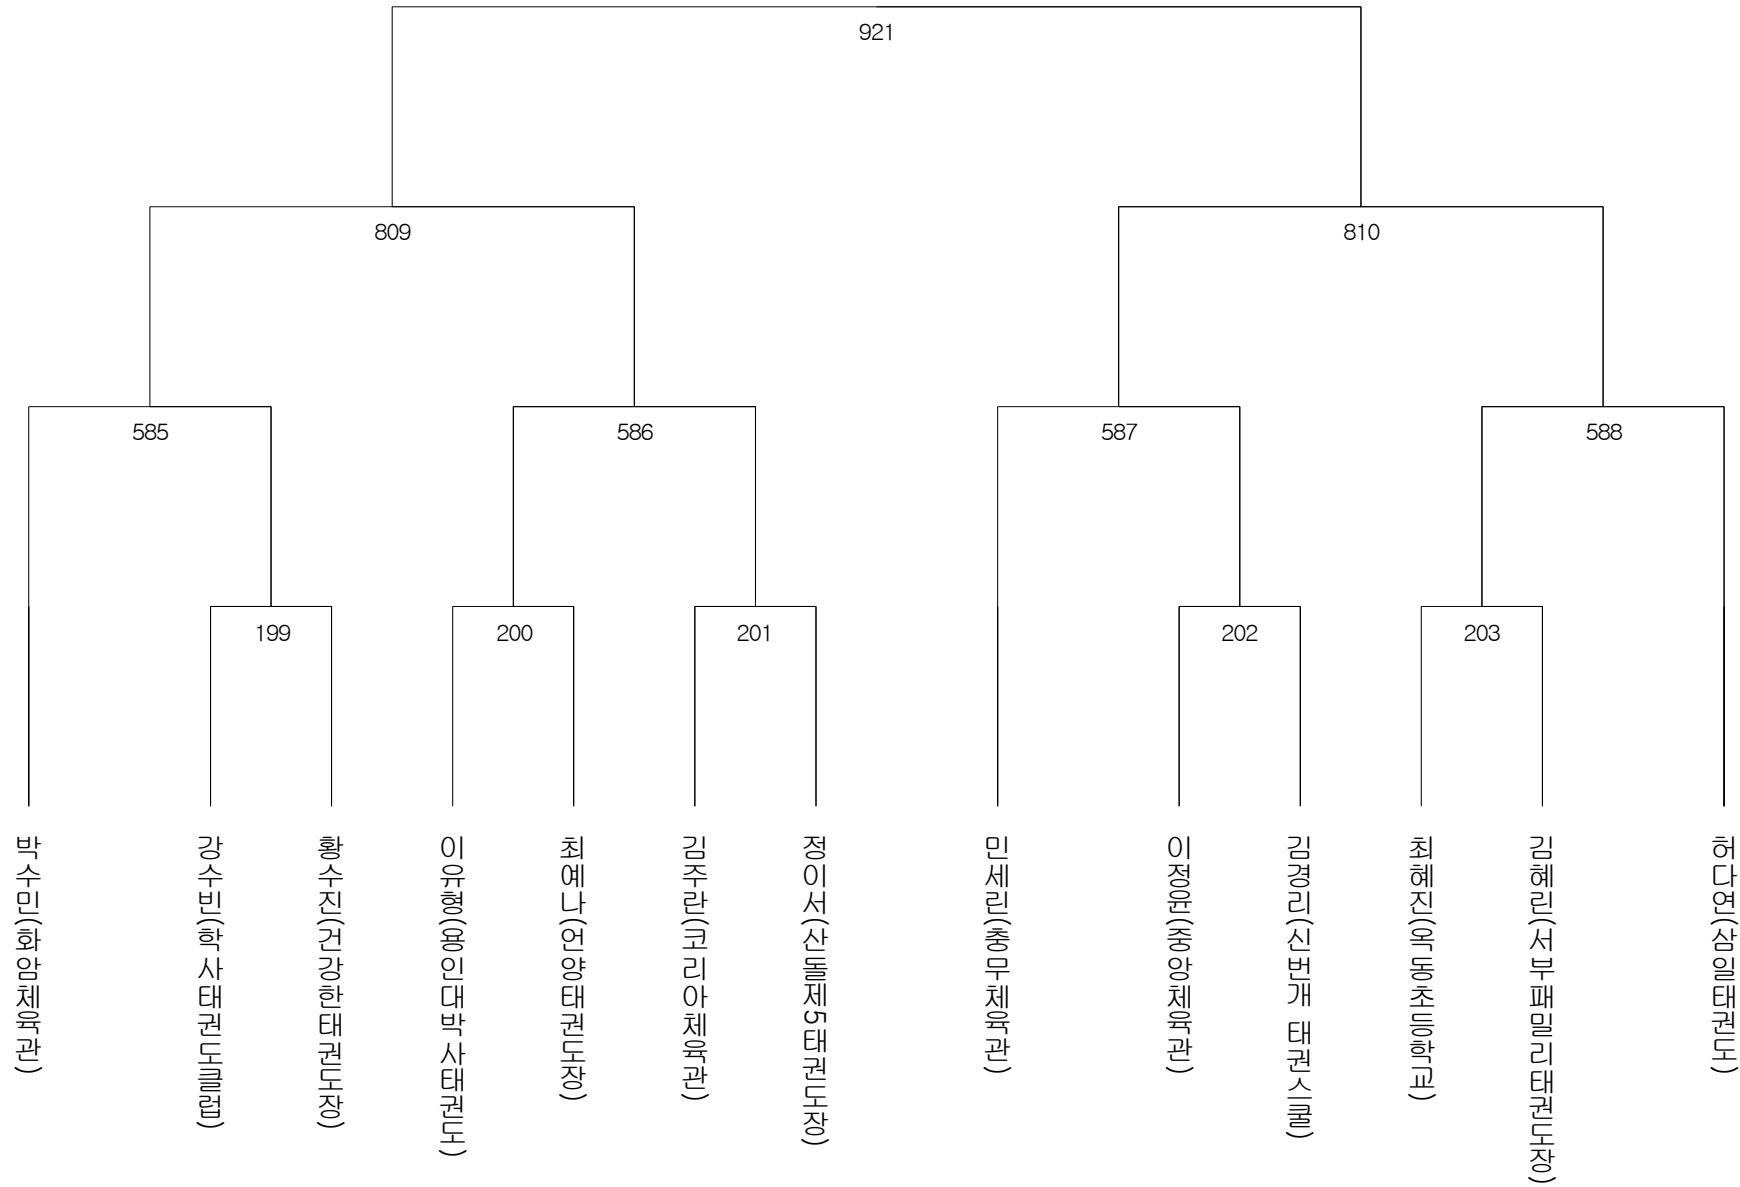 921
809
810
585
586
587
588
199
200
201
202
203
박수민(화암체육관)
강수빈(학사태권도클럽)
황수진(건강한태권도장)
이유형(용인대박사태권도)
최예나(언양태권도장)
김주란(코리아체육관)
정이서(산돌제5태권도장)
민세린(충무체육관)
이정윤(중앙체육관)
김경리(신번개 태권스쿨)
최혜진(옥동초등학교)
김혜린(서부패밀리태권도장)
허다연(삼일태권도)